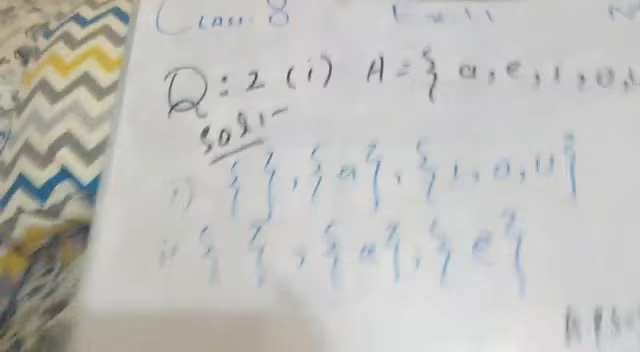 Class: 8
Q:2 (i) A = { a, e, i, o,
Sol:-
i) { }, { a }, { i, o, u }
ii) { }, { a }, { e }